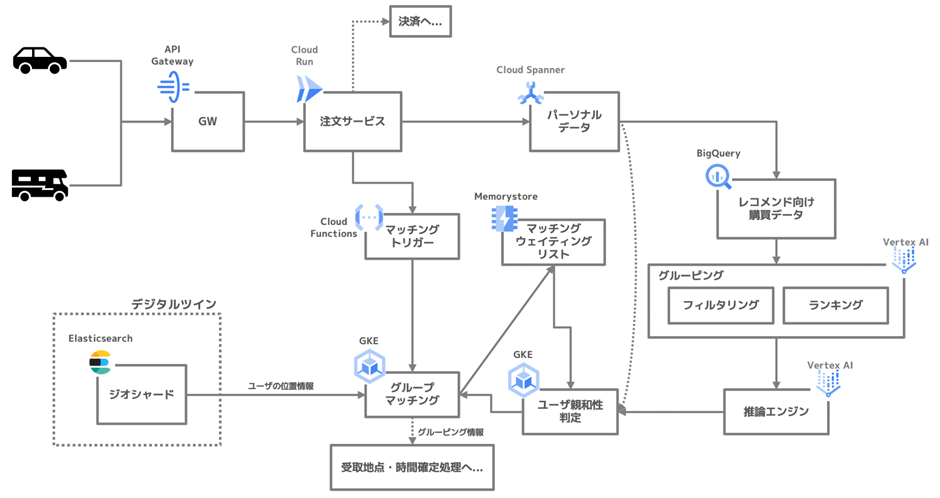 決済へ...
API
Gateway
GW
Cloud
Run
注文サービス
Cloud Spanner
パーソナル
データ
BigQuery
レコメンド向け
購買データ
Cloud
Functions
マッチング
トリガー
Memorystore
マッチング
ウェイティング
リスト
Vertex AI
グルーピング
フィルタリング
ランキング
デジタルツイン
Elasticsearch
ジオシャード
ユーザの位置情報
GKE
グループ
マッチング
GKE
ユーザ親和性
判定
Vertex AI
推論エンジン
グルーピング情報
受取地点・時間確定処理へ...